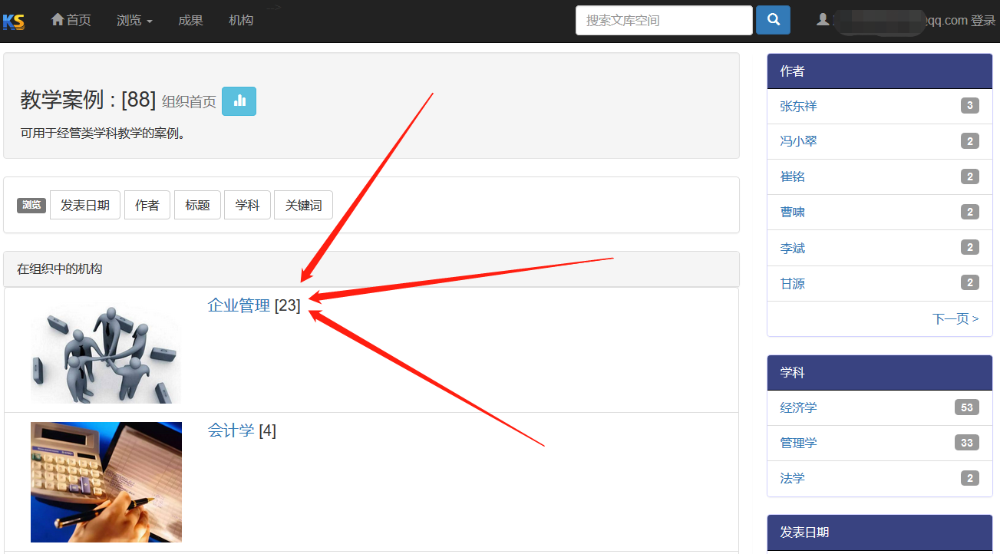 KS 首页 浏览 成果 机构 --> 搜索文库空间 qq.com 登录
教学案例 : [88] 组织首页
可用于经管类学科教学的案例。
浏览 发表日期 作者 标题 学科 关键词
在组织中的机构
企业管理 [23]
会计学 [4]
作者
张东祥 3
冯小翠 2
崔铭 2
曹啸 2
李斌 2
甘源 2
下一页 >
学科
经济学 53
管理学 33
法学 2
发表日期